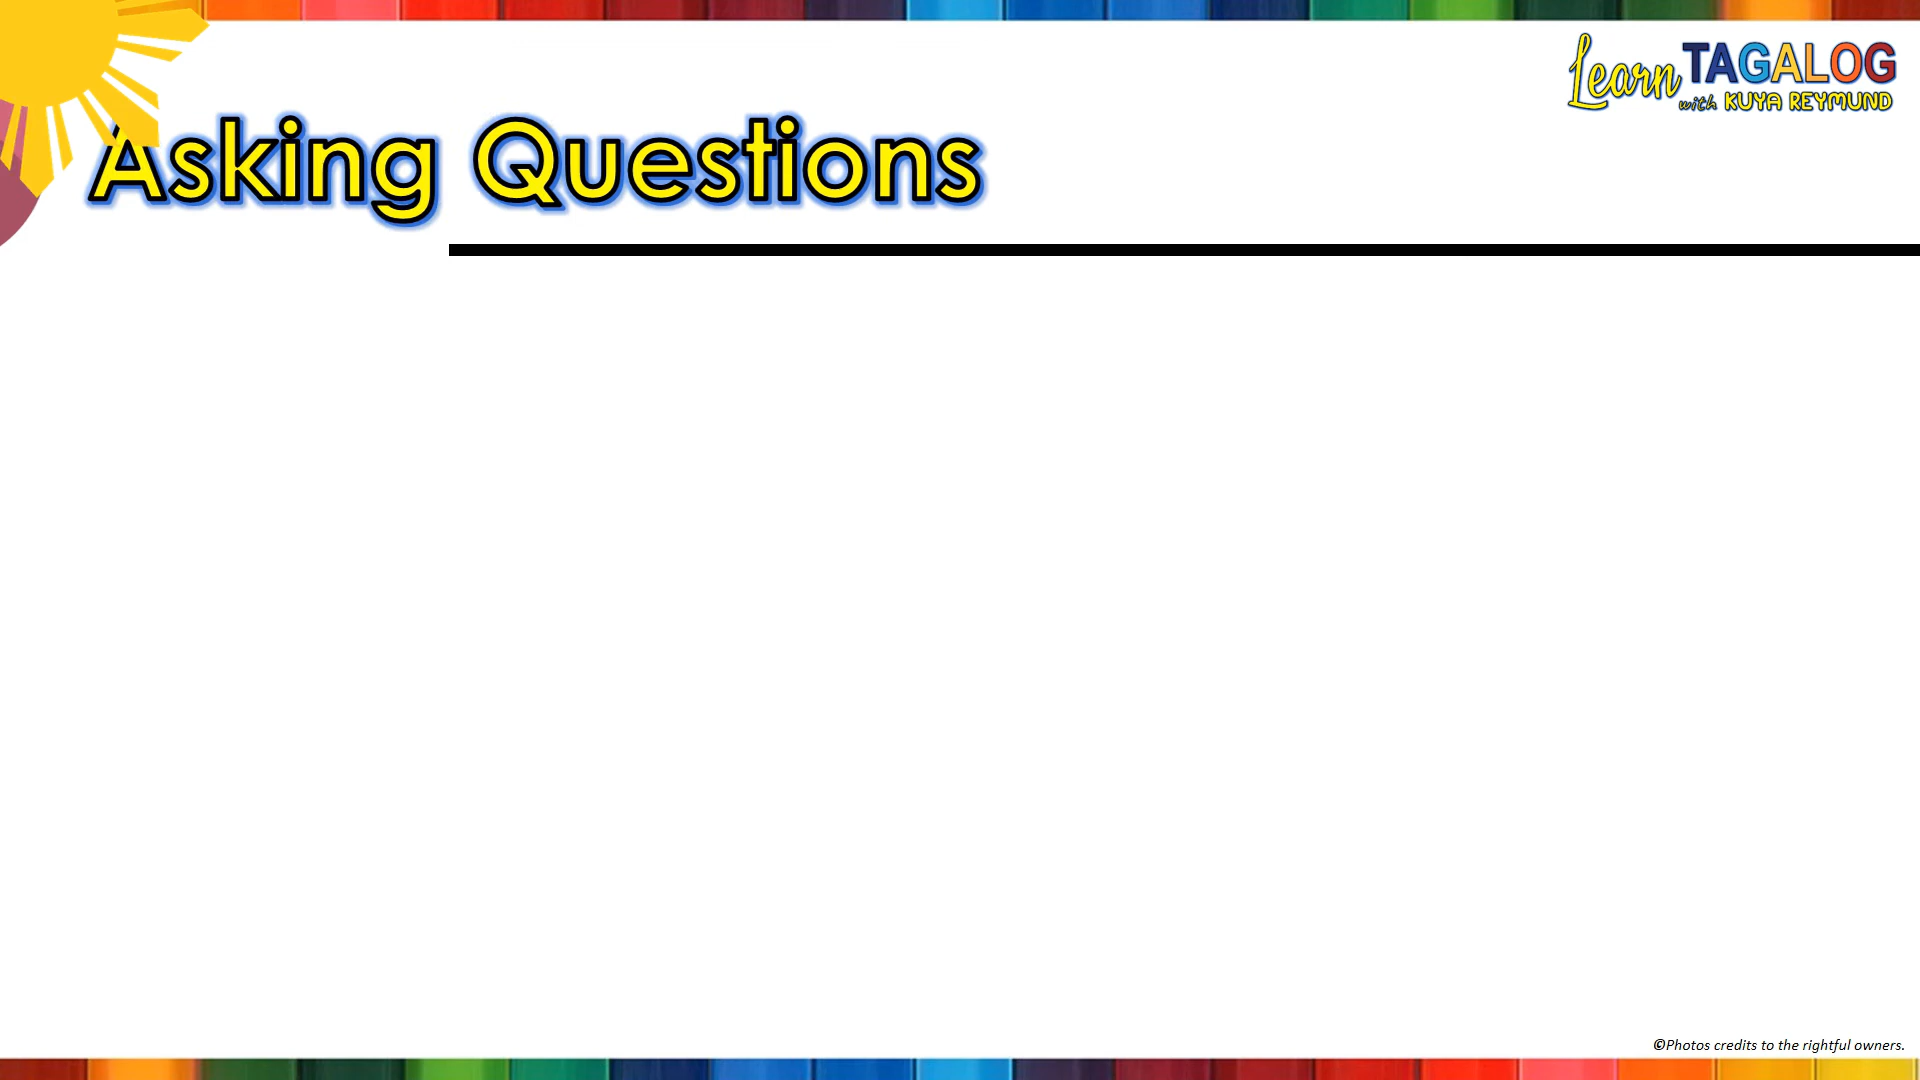 Learn TAGALOG
with KUYA REYMUND
Asking Questions
©Photos credits to the rightful owners.